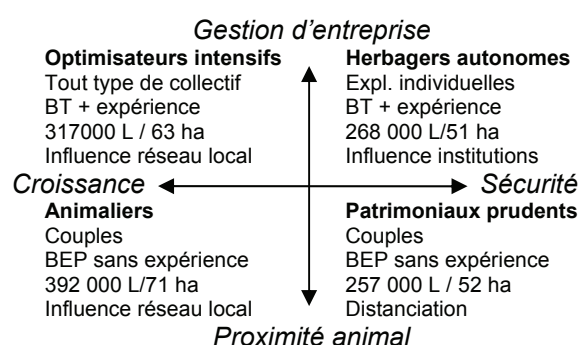 Gestion d’entreprise
Optimisateurs intensifs
Tout type de collectif
BT + expérience
317000 L / 63 ha
Influence réseau local
Herbagers autonomes
Expl. individuelles
BT + expérience
268 000 L/51 ha
Influence institutions
Croissance
Sécurité
Animaliers
Couples
BEP sans expérience
392 000 L/71 ha
Influence réseau local
Patrimoniaux prudents
Couples
BEP sans expérience
257 000 L / 52 ha
Distanciation
Proximité animal